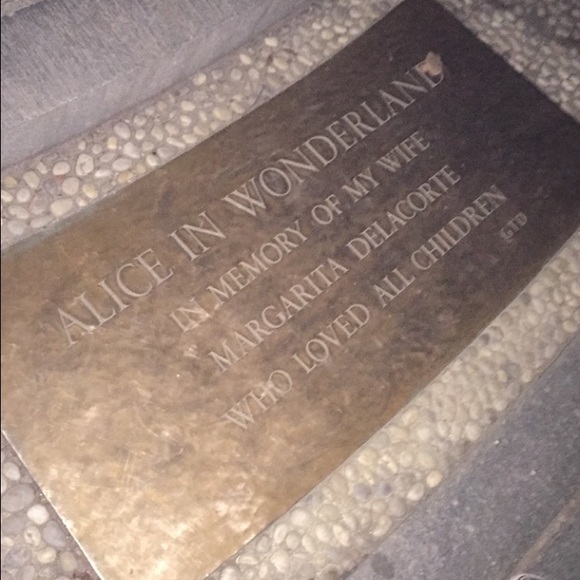 ALICE IN WONDERLAND
IN MEMORY OF MY WIFE
MARGARITA DELACORTE
WHO LOVED ALL CHILDREN
GTD